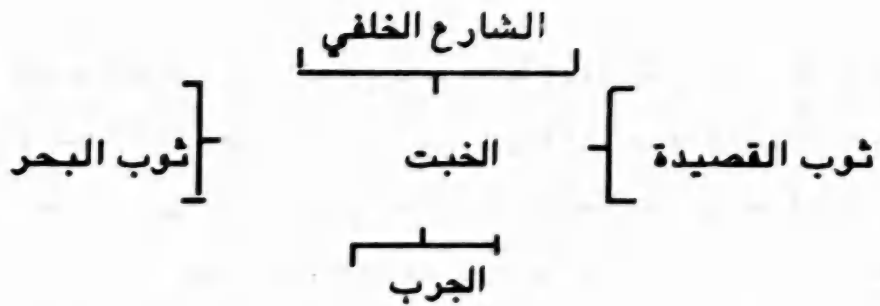 الشارع الخلفي
ثوب القصيدة الخبت ثوب البحر
الجرب